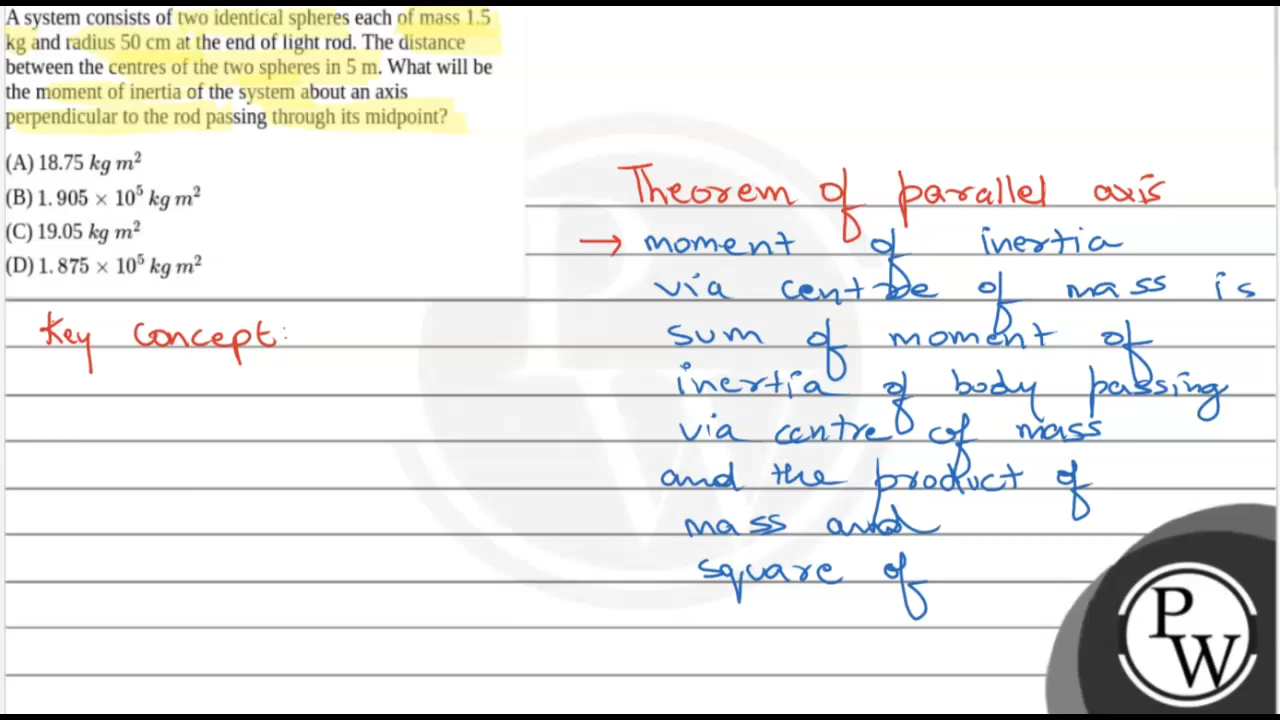 A system consists of two identical spheres each of mass 1.5
kg and radius 50 cm at the end of light rod. The distance
between the centres of the two spheres in 5 m. What will be
the moment of inertia of the system about an axis
perpendicular to the rod passing through its midpoint?
(A) 18.75 kg m²
(B) 1.905 × 10⁵ kg m²
(C) 19.05 kg m²
(D) 1.875 × 10⁵ kg m²
Key concept:
Theorem of parallel axis
→ moment of inertia
via centre of mass is
sum of moment of
inertia of body passing
via centre of mass
and the product of
mass and
square of
PW
P
W